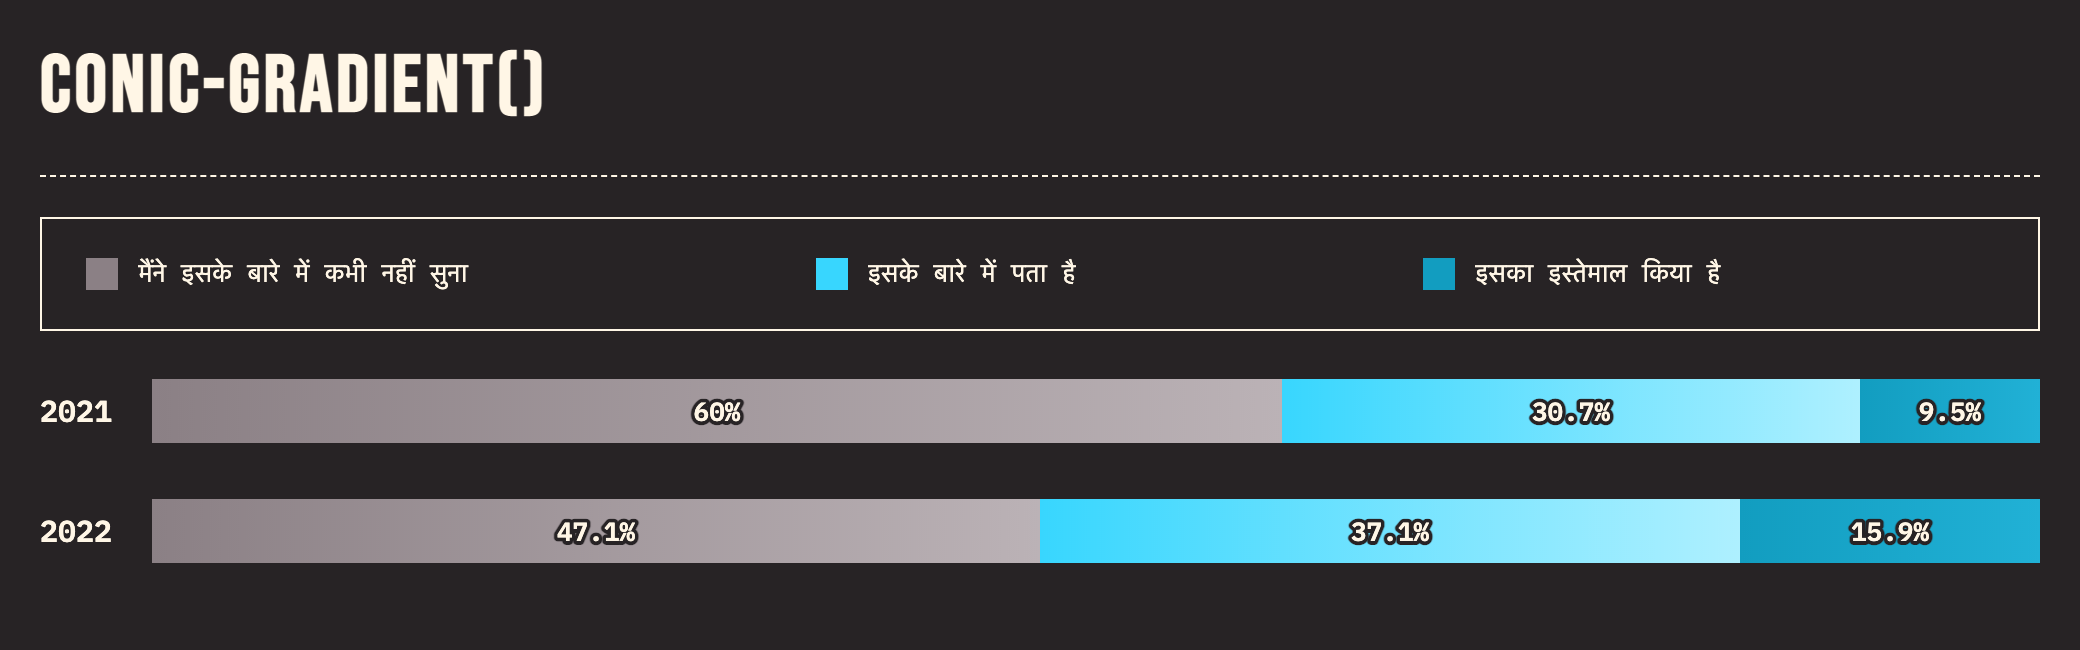 CONIC-GRADIENT()
मैंने इसके बारे में कभी नहीं सुना इसके बारे में पता है इसका इस्तेमाल किया है
2021 60% 30.7% 9.5%
2022 47.1% 37.1% 15.9%